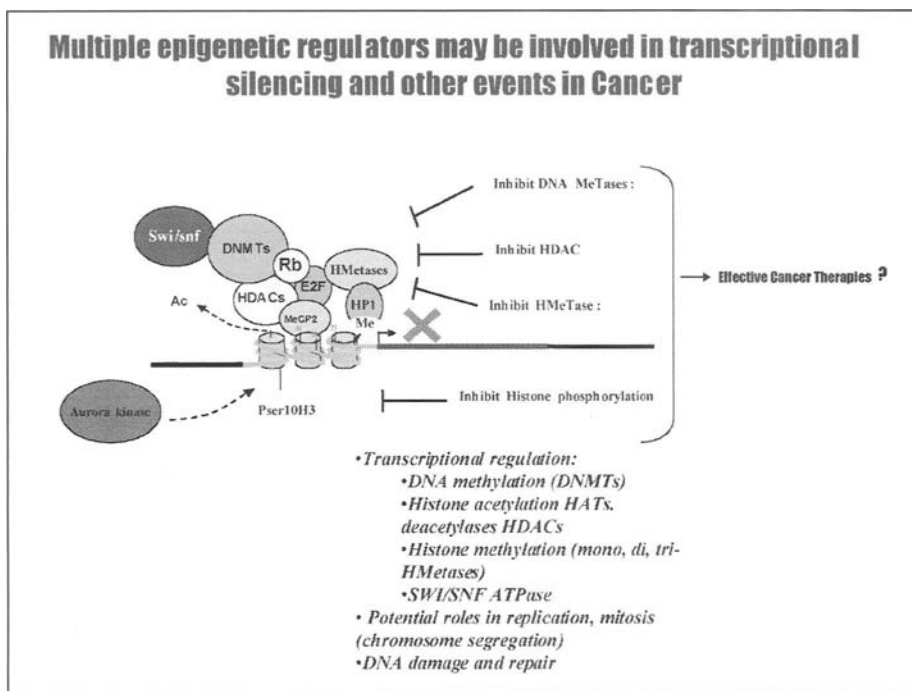 Multiple epigenetic regulators may be involved in transcriptional
silencing and other events in Cancer
Inhibit DNA MeTases :
Swi/snf
DNMTs
Rb
HMetases
Inhibit HDAC
Effective Cancer Therapies ?
E2F
Ac
HDACs
HP1
Inhibit HMeTase :
MeCP2
Me
Aurora kinase
Pser10H3
Inhibit Histone phosphorylation
•Transcriptional regulation:
•DNA methylation (DNMTs)
•Histone acetylation HATs,
deacetylases HDACs
•Histone methylation (mono, di, tri-
HMetases)
•SWI/SNF ATPase
• Potential roles in replication, mitosis
(chromosome segregation)
•DNA damage and repair